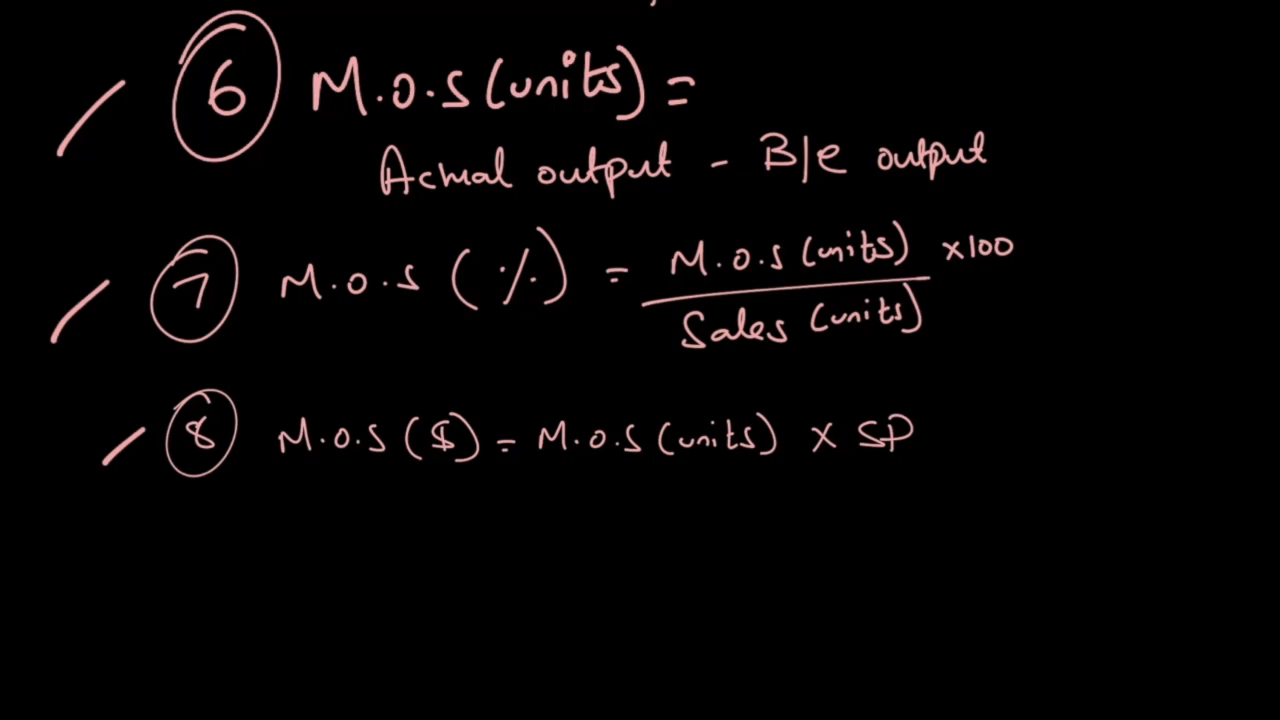 6 M.O.S (units) =
Actual output - B/e output
7 M.O.S (%) = M.O.S (units) x100
Sales (units)
8 M.O.S ($) = M.O.S (units) x SP